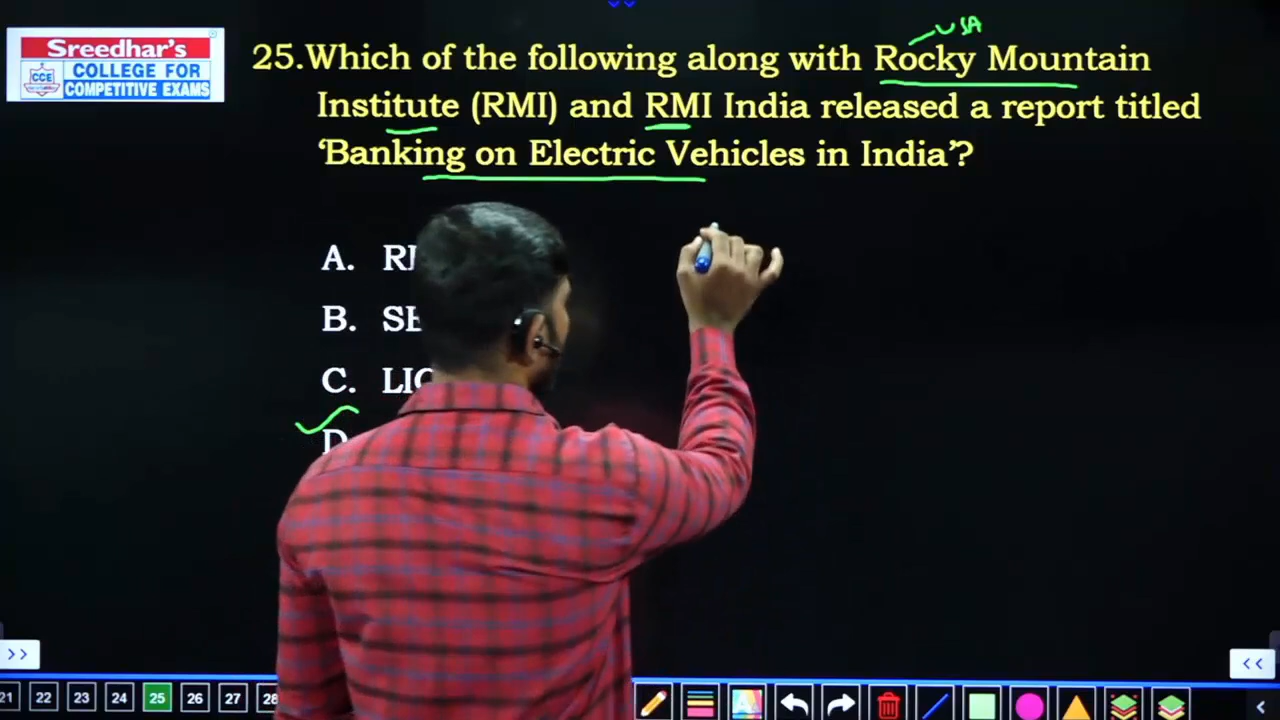 USA
Sreedhar's
CCE
COLLEGE FOR
COMPETITIVE EXAMS
25.Which of the following along with Rocky Mountain
Institute (RMI) and RMI India released a report titled
‘Banking on Electric Vehicles in India’?
A.
B.
C. LIC
D
>>
<<
21 22 23 24 25 26 27 28